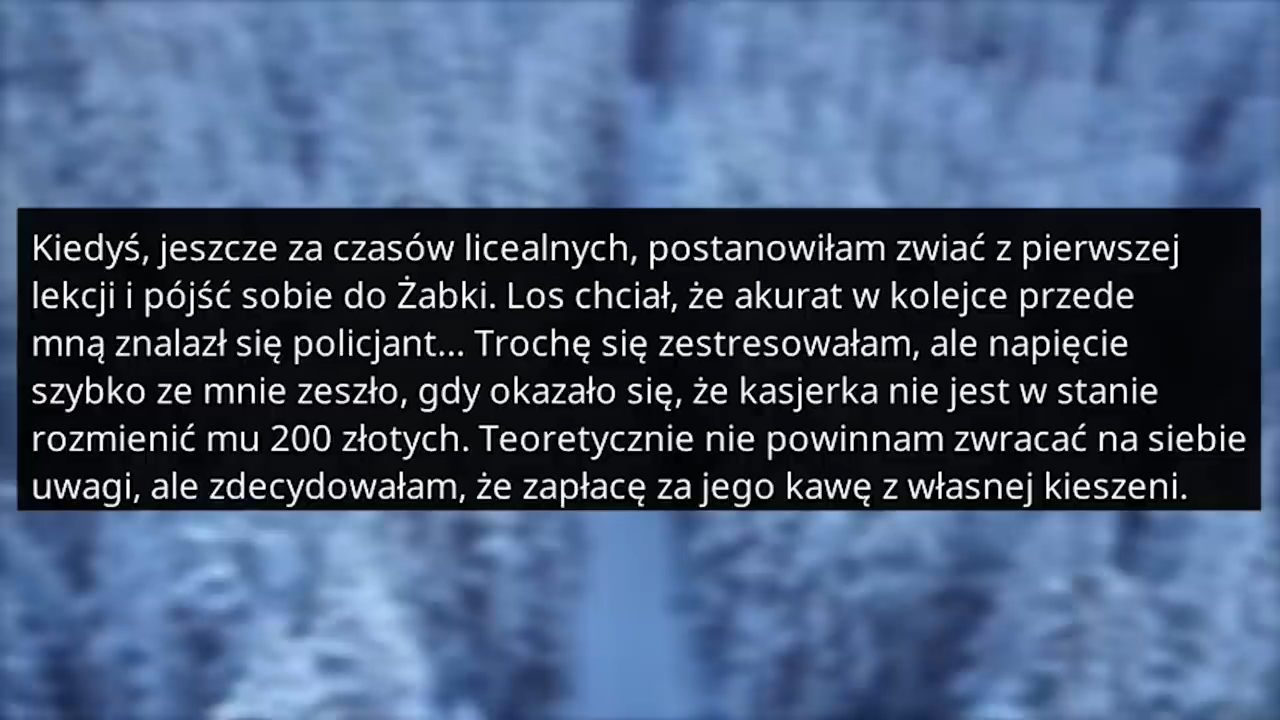 Kiedyś, jeszcze za czasów licealnych, postanowiłam zwiać z pierwszej
lekcji i pójść sobie do Żabki. Los chciał, że akurat w kolejce przede
mną znalazł się policjant... Trochę się zestresowałam, ale napięcie
szybko ze mnie zeszło, gdy okazało się, że kasjerka nie jest w stanie
rozmienić mu 200 złotych. Teoretycznie nie powinnam zwracać na siebie
uwagi, ale zdecydowałam, że zapłacę za jego kawę z własnej kieszeni.